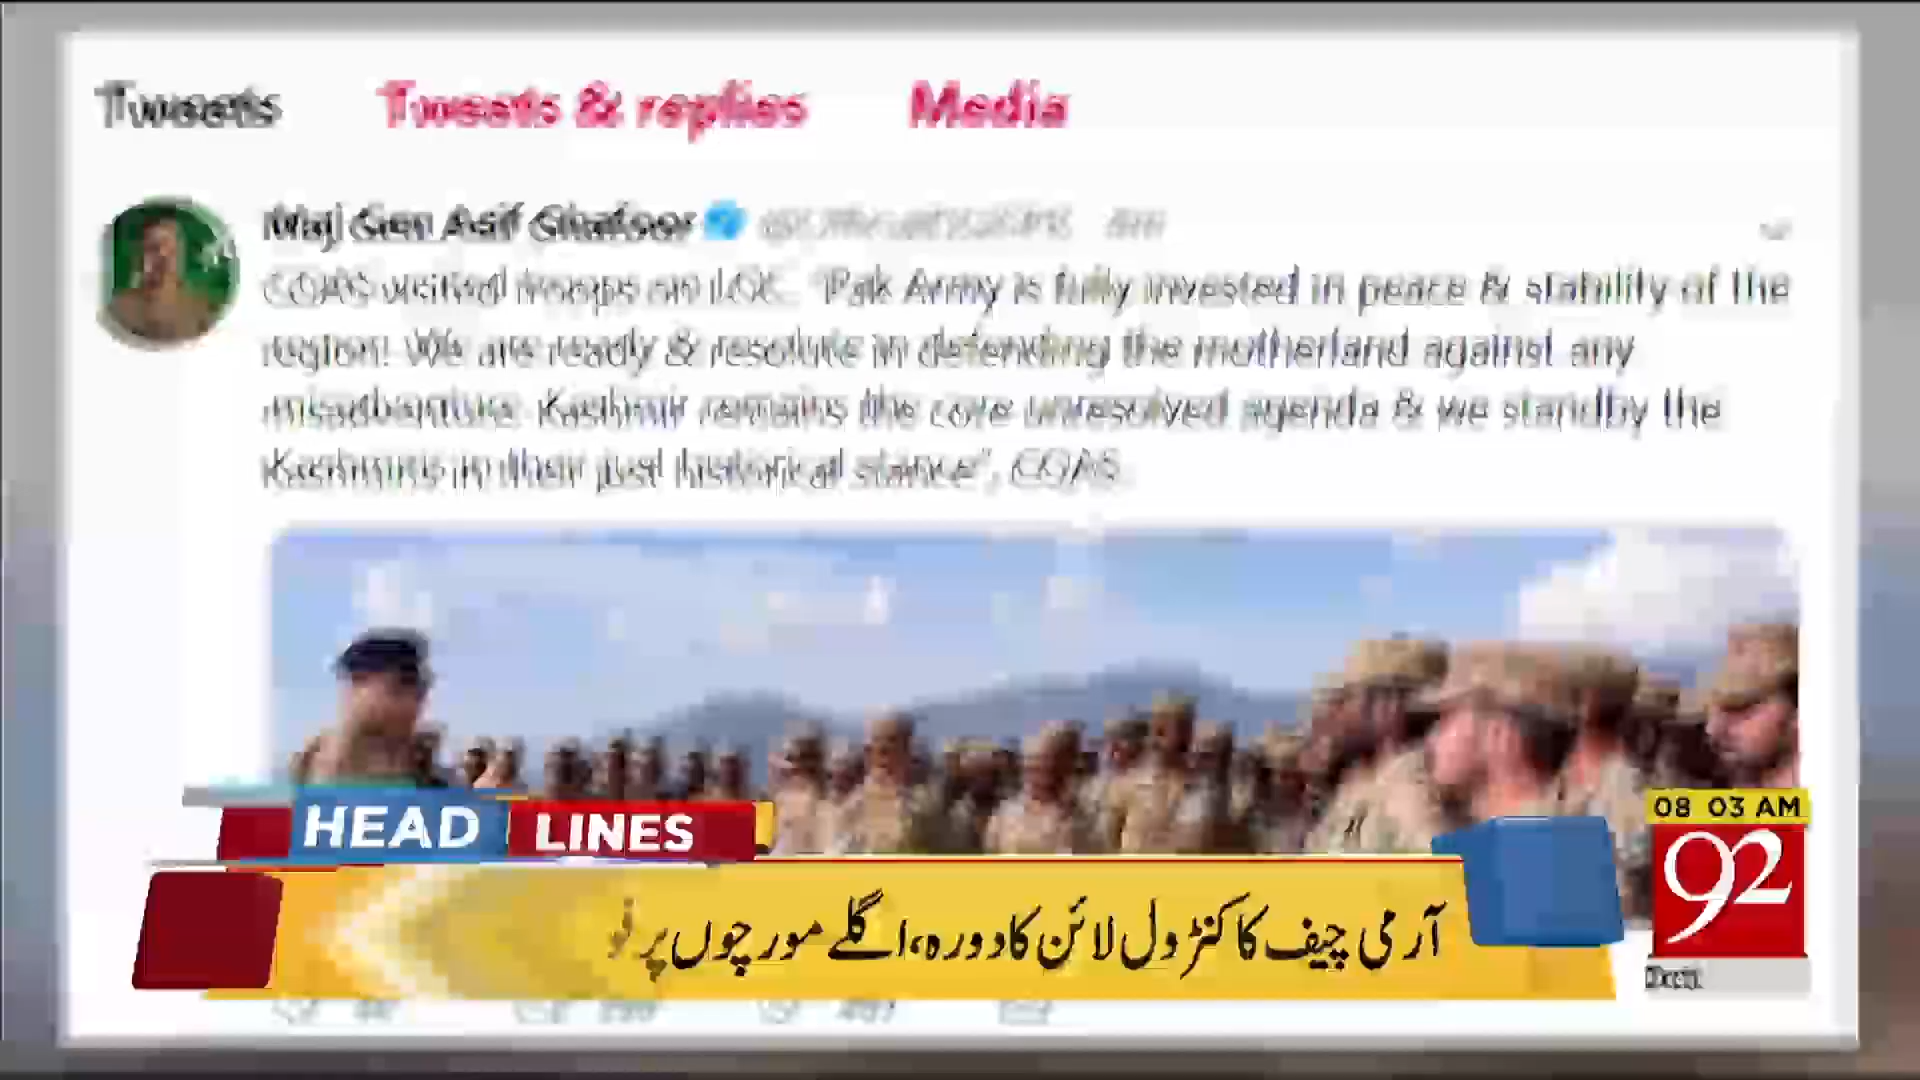 Tweets Tweets & replies Media
Maj Gen Asif Ghafoor
COAS visited troops on LOC. "Pak Army is fully invested in peace & stability of the
region. We are ready & resolute in defending the motherland against any
misadventure. Kashmir remains the core unresolved agenda & we standby the
Kashmiris in their just historical stance", COAS.
HEAD LINES
08 03 AM
92
آرمی چیف کا کنٹرول لائن کا دورہ، اگلے مورچوں پر